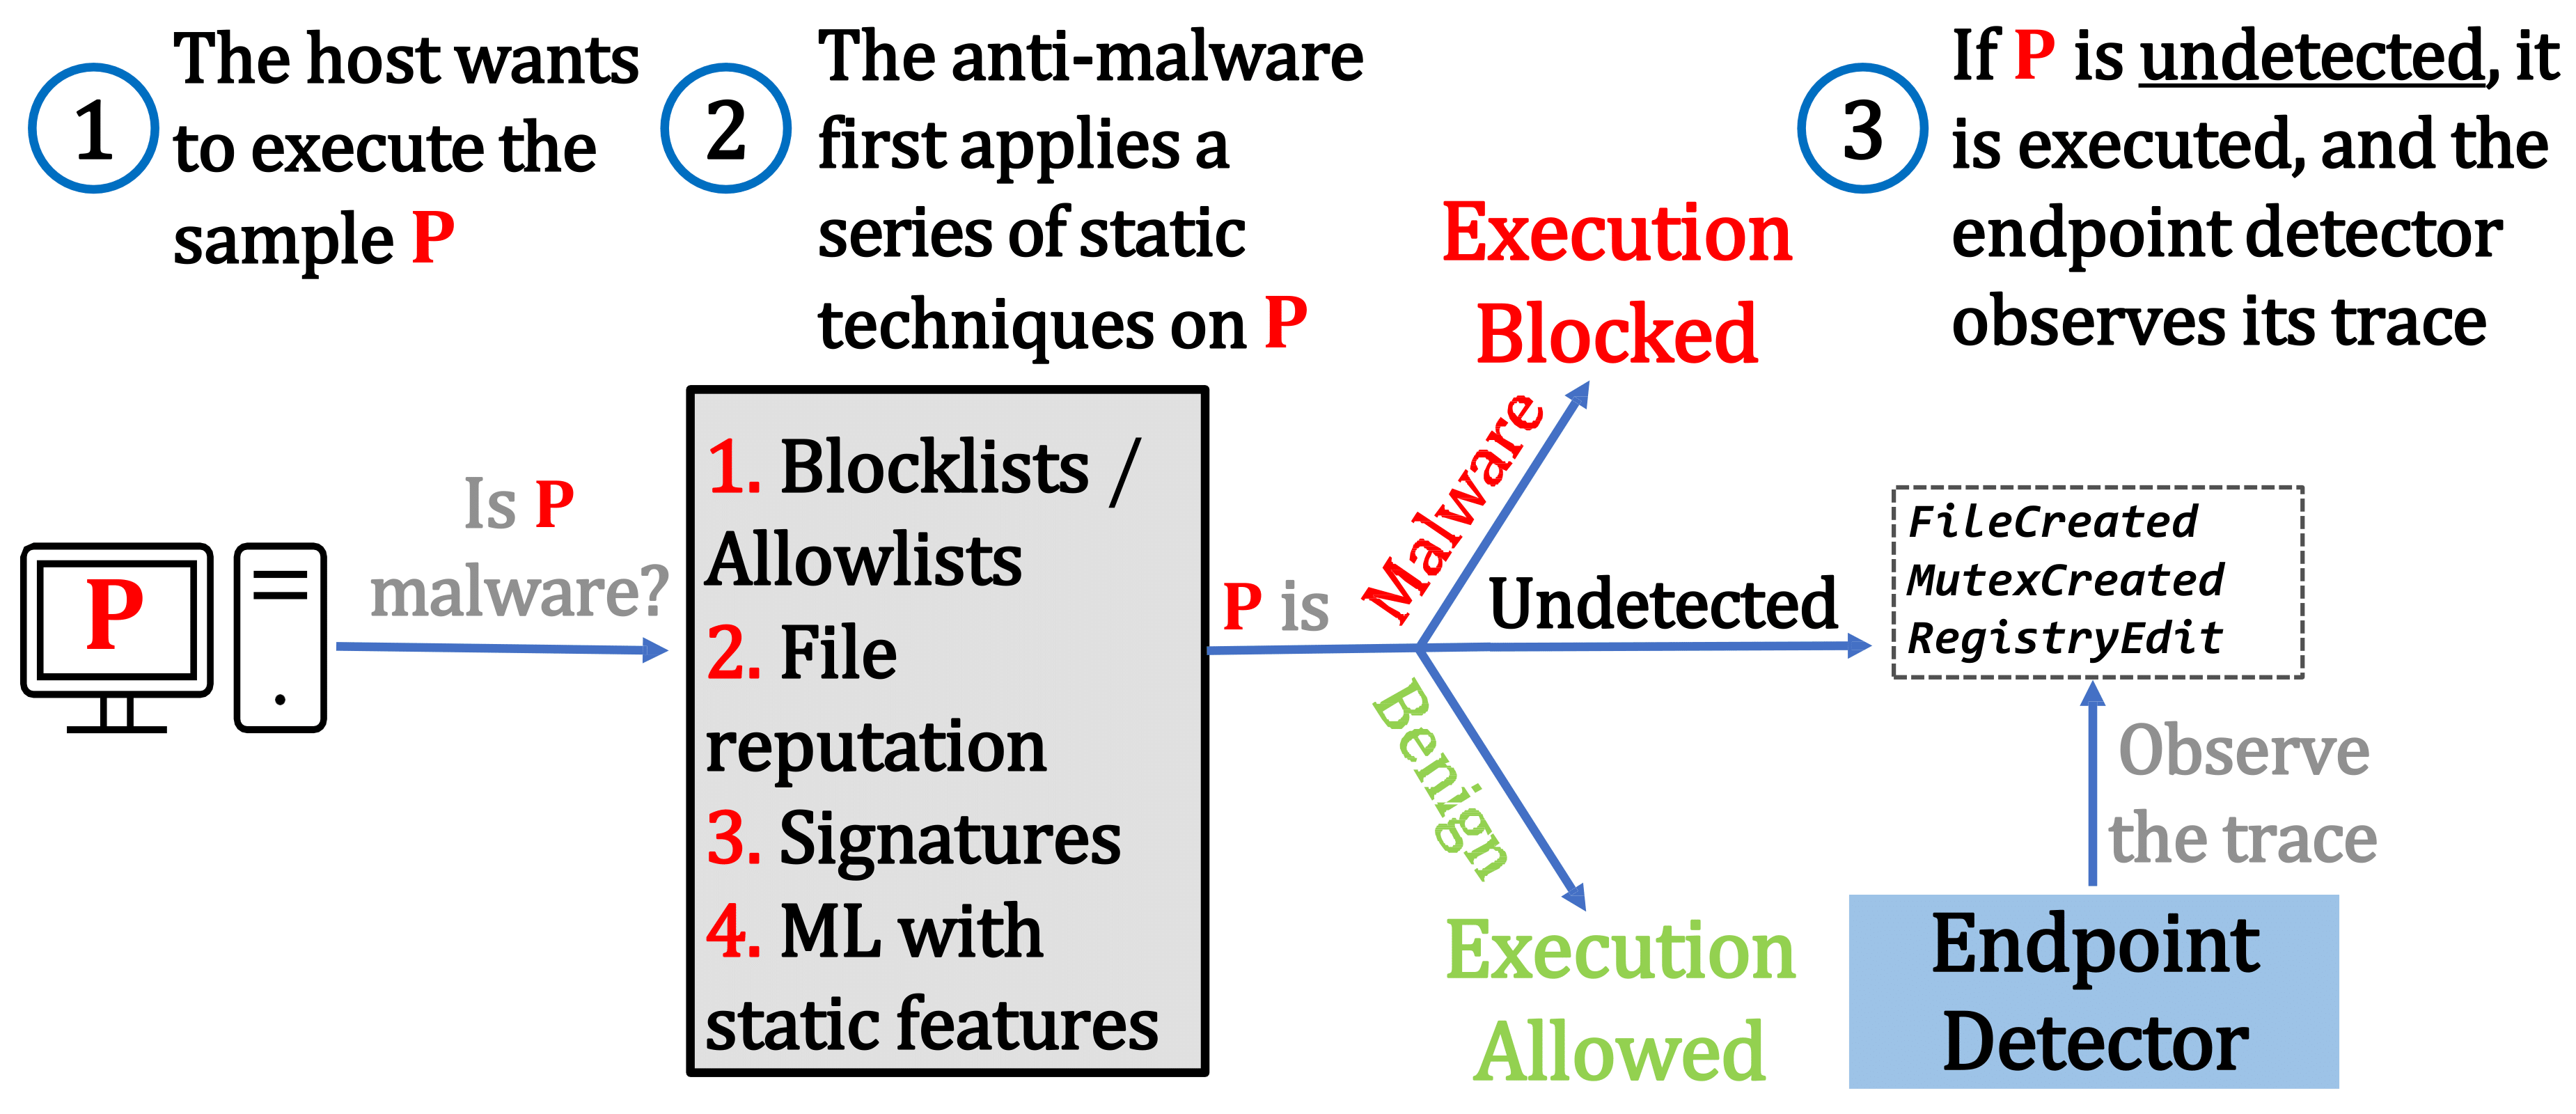 1
The host wants
to execute the
sample P
2
The anti-malware
first applies a
series of static
techniques on P
3
If P is undetected, it
is executed, and the
endpoint detector
observes its trace
P
Is P
malware?
1. Blocklists /
Allowlists
2. File
reputation
3. Signatures
4. ML with
static features
P is
Malware
Execution
Blocked
Undetected
Benign
Execution
Allowed
FileCreated
MutexCreated
RegistryEdit
Observe
the trace
Endpoint
Detector